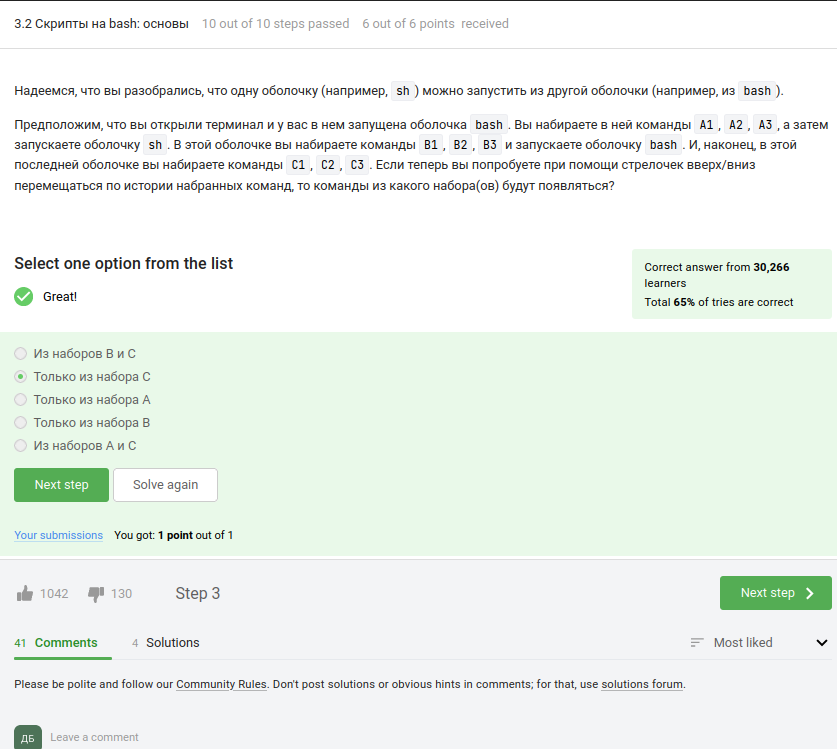 3.2 Скрипты на bash: основы 10 out of 10 steps passed 6 out of 6 points received
Надеемся, что вы разобрались, что одну оболочку (например, sh ) можно запустить из другой оболочки (например, из bash ).
Предположим, что вы открыли терминал и у вас в нем запущена оболочка bash . Вы набираете в ней команды A1 , A2 , A3 , а затем
запускаете оболочку sh . В этой оболочке вы набираете команды B1 , B2 , B3 и запускаете оболочку bash . И, наконец, в этой
последней оболочке вы набираете команды C1 , C2 , C3 . Если теперь вы попробуете при помощи стрелочек вверх/вниз
перемещаться по истории набранных команд, то команды из какого набора(ов) будут появляться?
Select one option from the list
Great!
Correct answer from 30,266
learners
Total 65% of tries are correct
Из наборов B и C
Только из набора C
Только из набора A
Только из набора B
Из наборов A и C
Next step Solve again
Your submissions You got: 1 point out of 1
1042 130 Step 3 Next step
41 Comments 4 Solutions Most liked
Please be polite and follow our Community Rules. Don't post solutions or obvious hints in comments; for that, use solutions forum.
ДБ Leave a comment